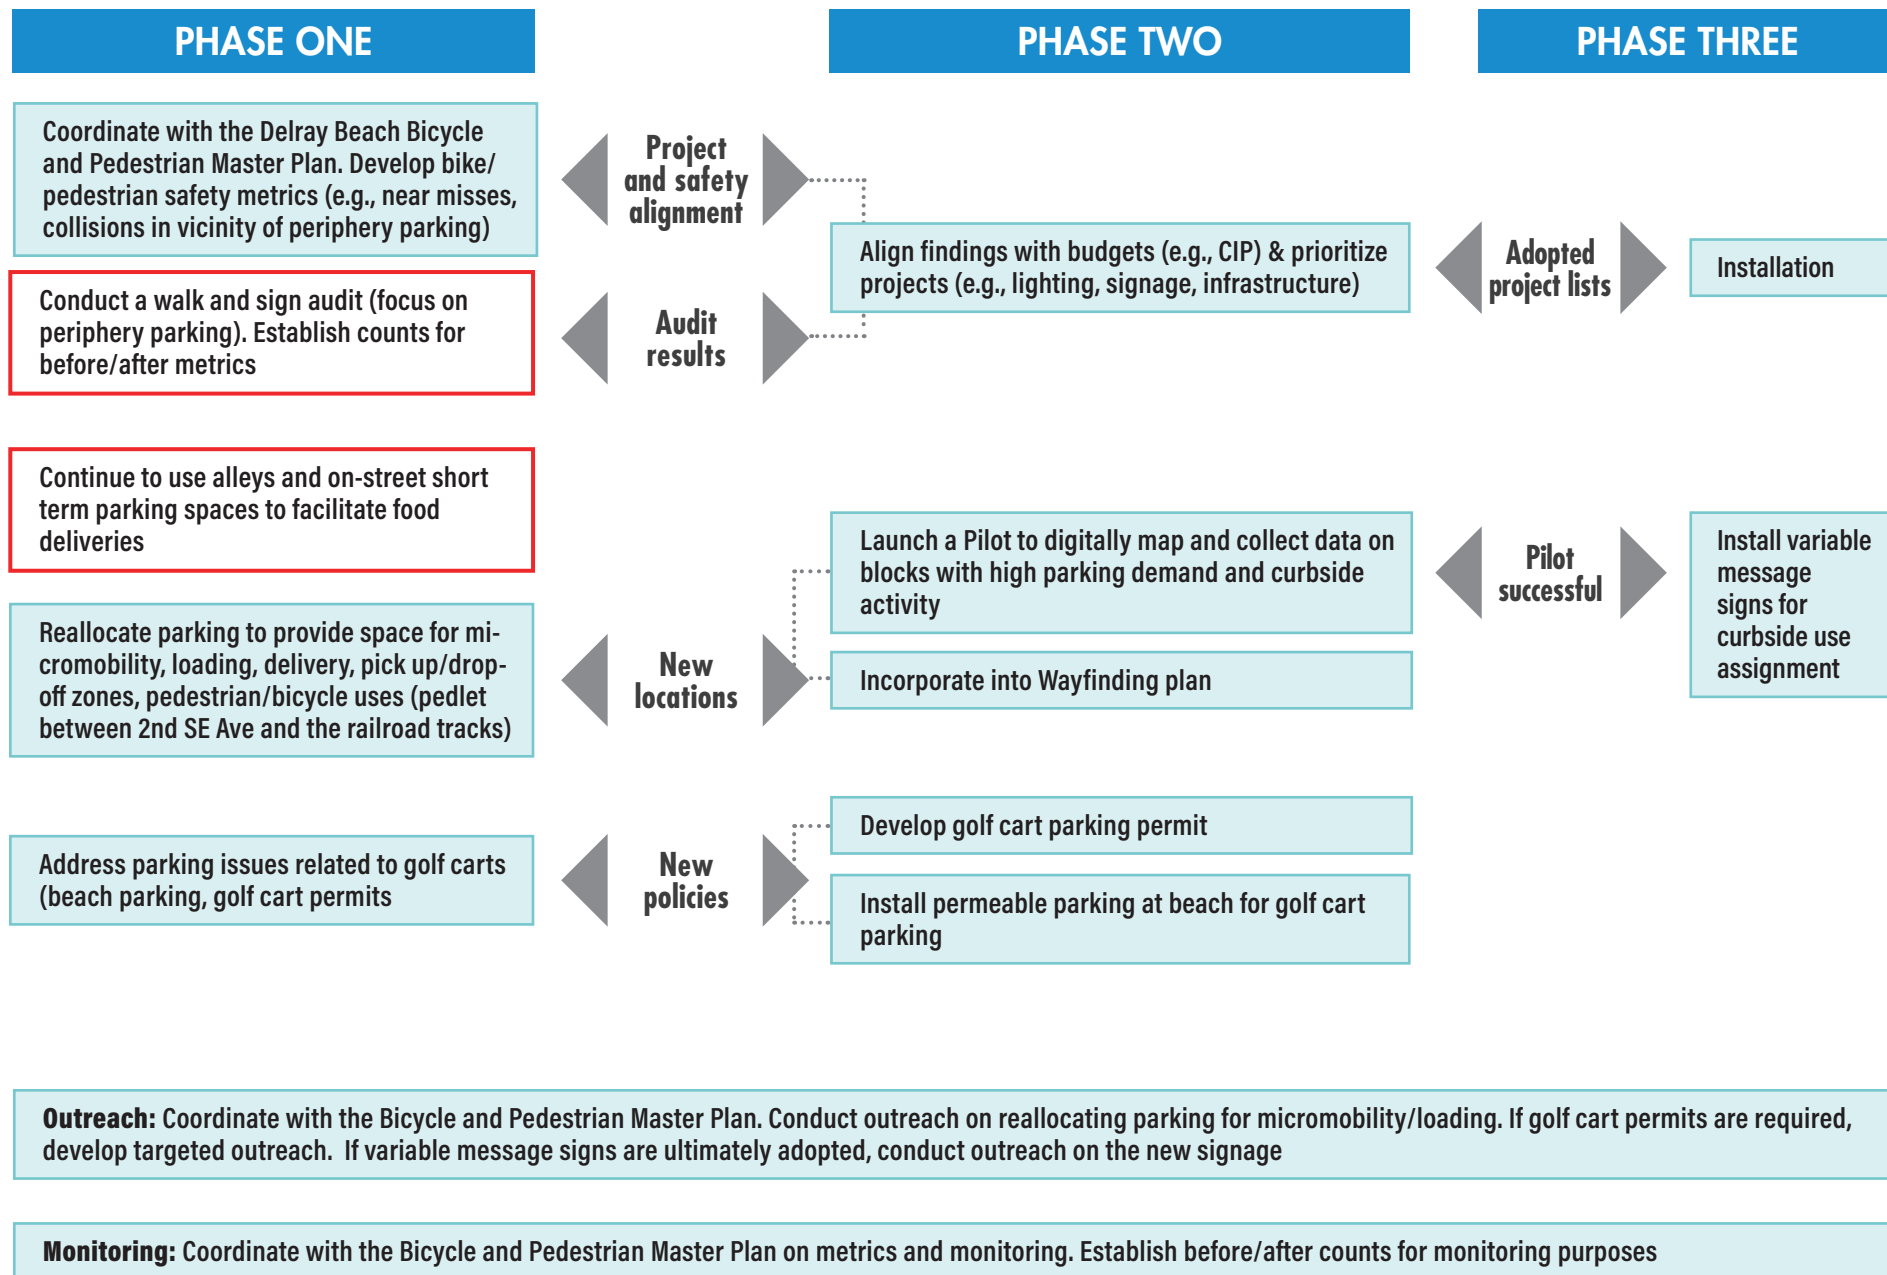 PHASE ONE
PHASE TWO
PHASE THREE
Coordinate with the Delray Beach Bicycle
and Pedestrian Master Plan. Develop bike/
pedestrian safety metrics (e.g., near misses,
collisions in vicinity of periphery parking)
Project
and safety
alignment
Conduct a walk and sign audit (focus on
periphery parking). Establish counts for
before/after metrics
Audit
results
Align findings with budgets (e.g., CIP) & prioritize
projects (e.g., lighting, signage, infrastructure)
Adopted
project lists
Installation
Continue to use alleys and on-street short
term parking spaces to facilitate food
deliveries
Reallocate parking to provide space for mi-
cromobility, loading, delivery, pick up/drop-
off zones, pedestrian/bicycle uses (pedlet
between 2nd SE Ave and the railroad tracks)
New
locations
Launch a Pilot to digitally map and collect data on
blocks with high parking demand and curbside
activity
Incorporate into Wayfinding plan
Pilot
successful
Install variable
message
signs for
curbside use
assignment
Address parking issues related to golf carts
(beach parking, golf cart permits
New
policies
Develop golf cart parking permit
Install permeable parking at beach for golf cart
parking
Outreach: Coordinate with the Bicycle and Pedestrian Master Plan. Conduct outreach on reallocating parking for micromobility/loading. If golf cart permits are required,
develop targeted outreach.  If variable message signs are ultimately adopted, conduct outreach on the new signage
Monitoring: Coordinate with the Bicycle and Pedestrian Master Plan on metrics and monitoring. Establish before/after counts for monitoring purposes